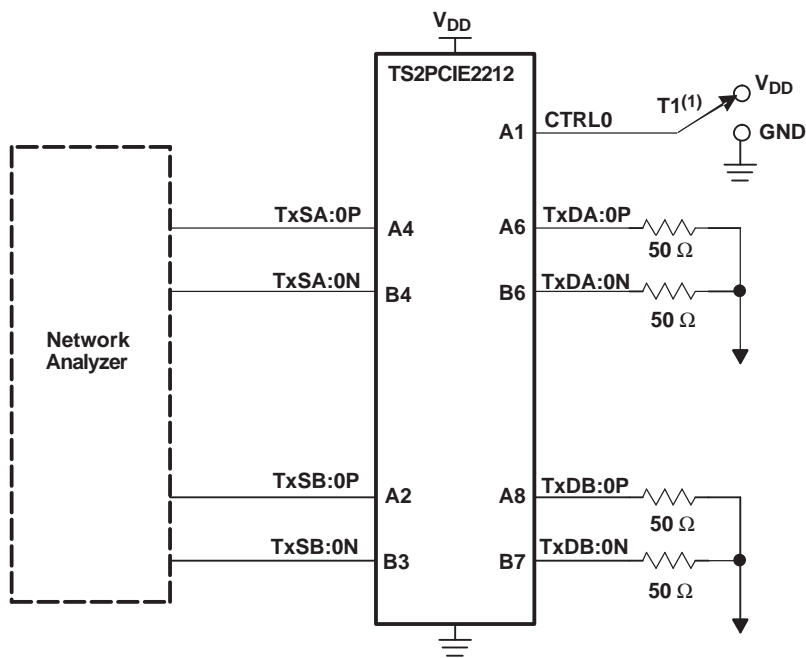 VDD
TS2PCIE2212
T1(1)
VDD
A1
CTRL0
GND
TxSA:0P
A4
A6
TxDA:0P
50 Ω
TxSA:0N
B4
B6
TxDA:0N
50 Ω
Network
Analyzer
TxSB:0P
A2
A8
TxDB:0P
50 Ω
TxSB:0N
B3
B7
TxDB:0N
50 Ω